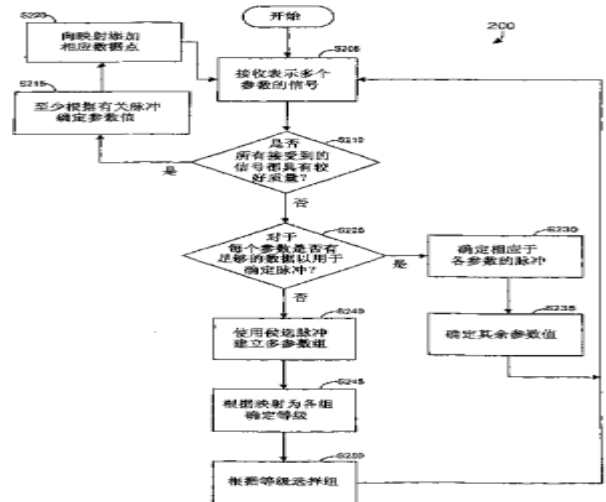 开始
200
S205
接收表示多个
参数的信号
S220
向映射添加
相应数据点
S215
至少根据有关脉冲
确定参数值
S210
是否
所有接受到的
信号都具有较
好质量？
是
否
S225
对于
每个参数是否有
足够的数据以用于
确定脉冲？
是
否
S230
确定相应于
各参数的脉冲
S235
确定其余参数值
S240
使用候选脉冲
建立多参数组
S245
根据映射为各组
确定等级
S250
根据等级选择组